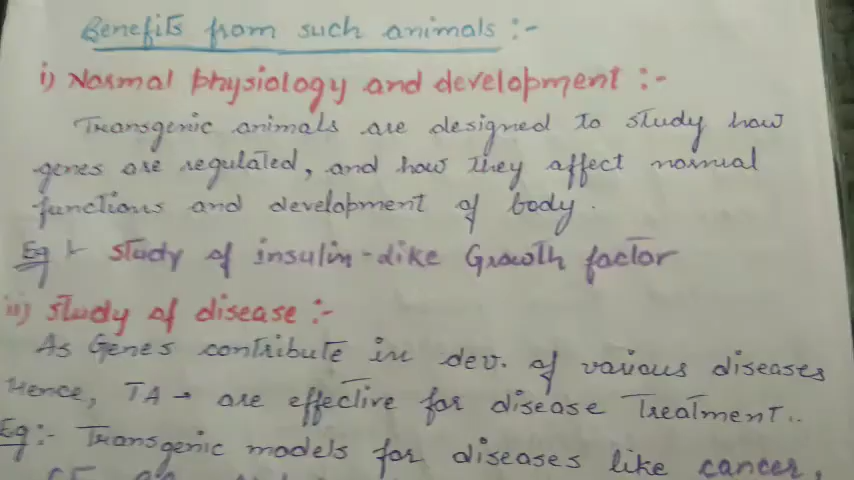 Benefits from such animals :-
i) Normal physiology and development :-
Transgenic animals are designed to study how
genes are regulated, and how they affect normal
functions and development of body.
Eg :- Study of insulin-like Growth factor
ii) Study of disease :-
As Genes contribute in dev. of various diseases
Hence, TA → are effective for disease Treatment..
Eg:- Transgenic models for diseases like cancer,